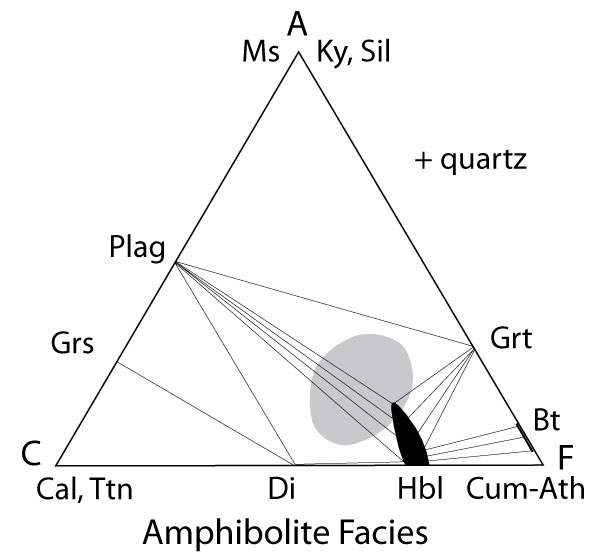 A
Ms Ky, Sil
+ quartz
Plag
Grs
Grt
Bt
C
F
Cal, Ttn Di Hbl Cum-Ath
Amphibolite Facies